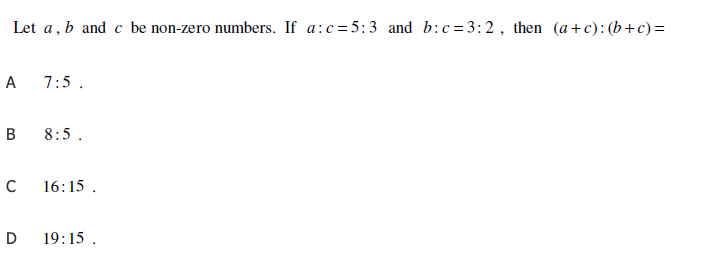 Let a, b and c be non-zero numbers. If a:c=5:3 and b:c=3:2, then (a+c):(b+c)=
A 7:5 .
B 8:5 .
C 16:15 .
D 19:15 .